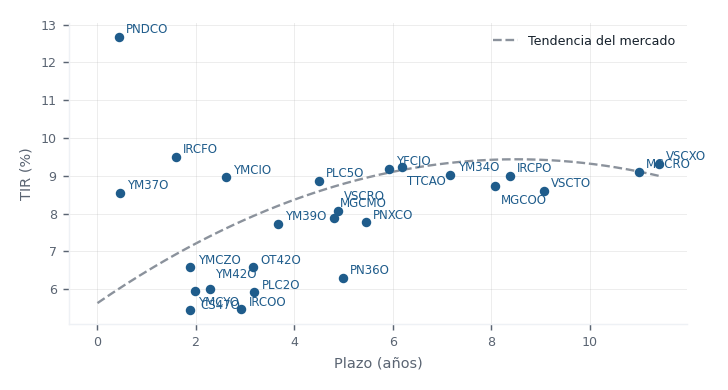 13
12
11
10
9
8
7
6
TIR (%)
Tendencia del mercado
PNDCO
IRCFO
YM37O
YMCIO
PLC5O
YFCJO
TTCAO
YM34O
IRCPO
MGCOO
VSCTO
MGCRO
VSCXO
VSCRO
MGCMO
YM39O
PNXCO
YMCZO
OT42O
YM42O
PLC2O
PN36O
YMCYO
CS47O
IRCOO
0
2
4
6
8
10
Plazo (años)